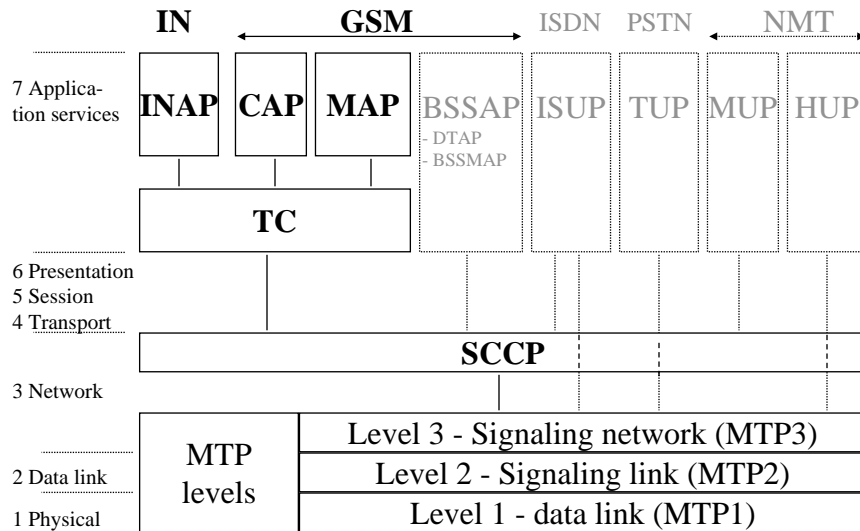 IN GSM ISDN PSTN NMT
7 Applica-
tion services
INAP CAP MAP BSSAP ISUP TUP MUP HUP
- DTAP
- BSSMAP
TC
6 Presentation
5 Session
4 Transport
SCCP
3 Network
MTP
levels
Level 3 - Signaling network (MTP3)
2 Data link
Level 2 - Signaling link (MTP2)
1 Physical
Level 1 - data link (MTP1)